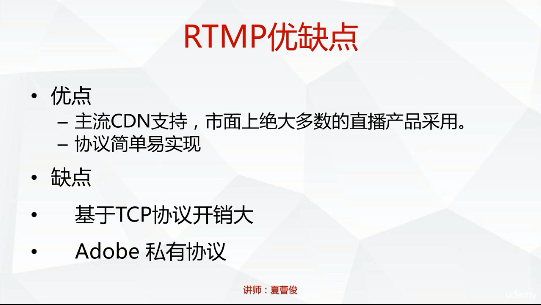 RTMP优缺点
• 优点
– 主流CDN支持，市面上绝大多数的直播产品采用。
– 协议简单易实现
• 缺点
• 基于TCP协议开销大
• Adobe 私有协议
讲师：夏曹俊